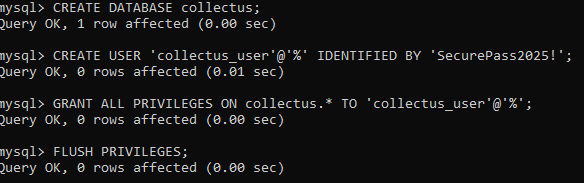 mysql> CREATE DATABASE collectus;
Query OK, 1 row affected (0.00 sec)
mysql> CREATE USER 'collectus_user'@'%' IDENTIFIED BY 'SecurePass2025!';
Query OK, 0 rows affected (0.01 sec)
mysql> GRANT ALL PRIVILEGES ON collectus.* TO 'collectus_user'@'%';
Query OK, 0 rows affected (0.00 sec)
mysql> FLUSH PRIVILEGES;
Query OK, 0 rows affected (0.00 sec)